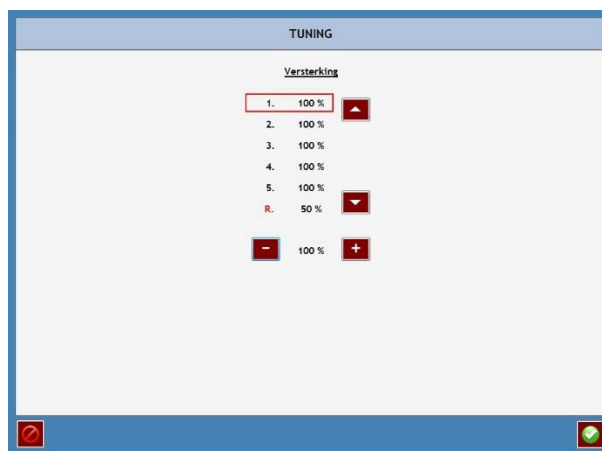 TUNING
Versterking
1. 100 %
2. 100 %
3. 100 %
4. 100 %
5. 100 %
R. 50 %
- 100 % +